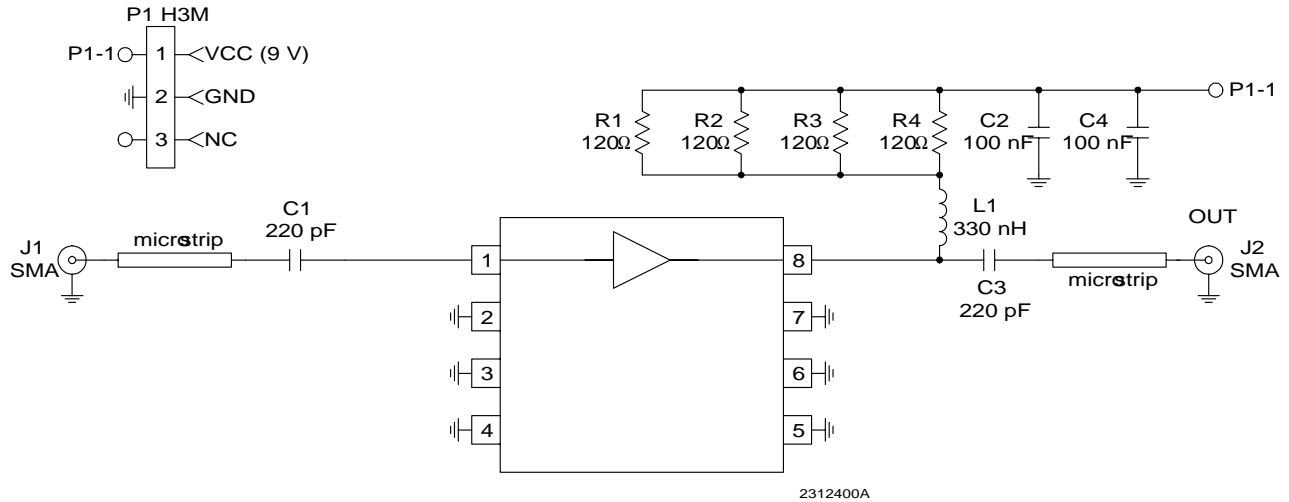 P1 H3M
P1-1
1
VCC (9 V)
2
GND
3
NC
P1-1
R1
120Ω
R2
120Ω
R3
120Ω
R4
120Ω
C2
100 nF
C4
100 nF
C1
220 pF
L1
330 nH
OUT
J1
SMA
microstrip
1
8
C3
220 pF
microstrip
J2
SMA
2
7
3
6
4
5
2312400A